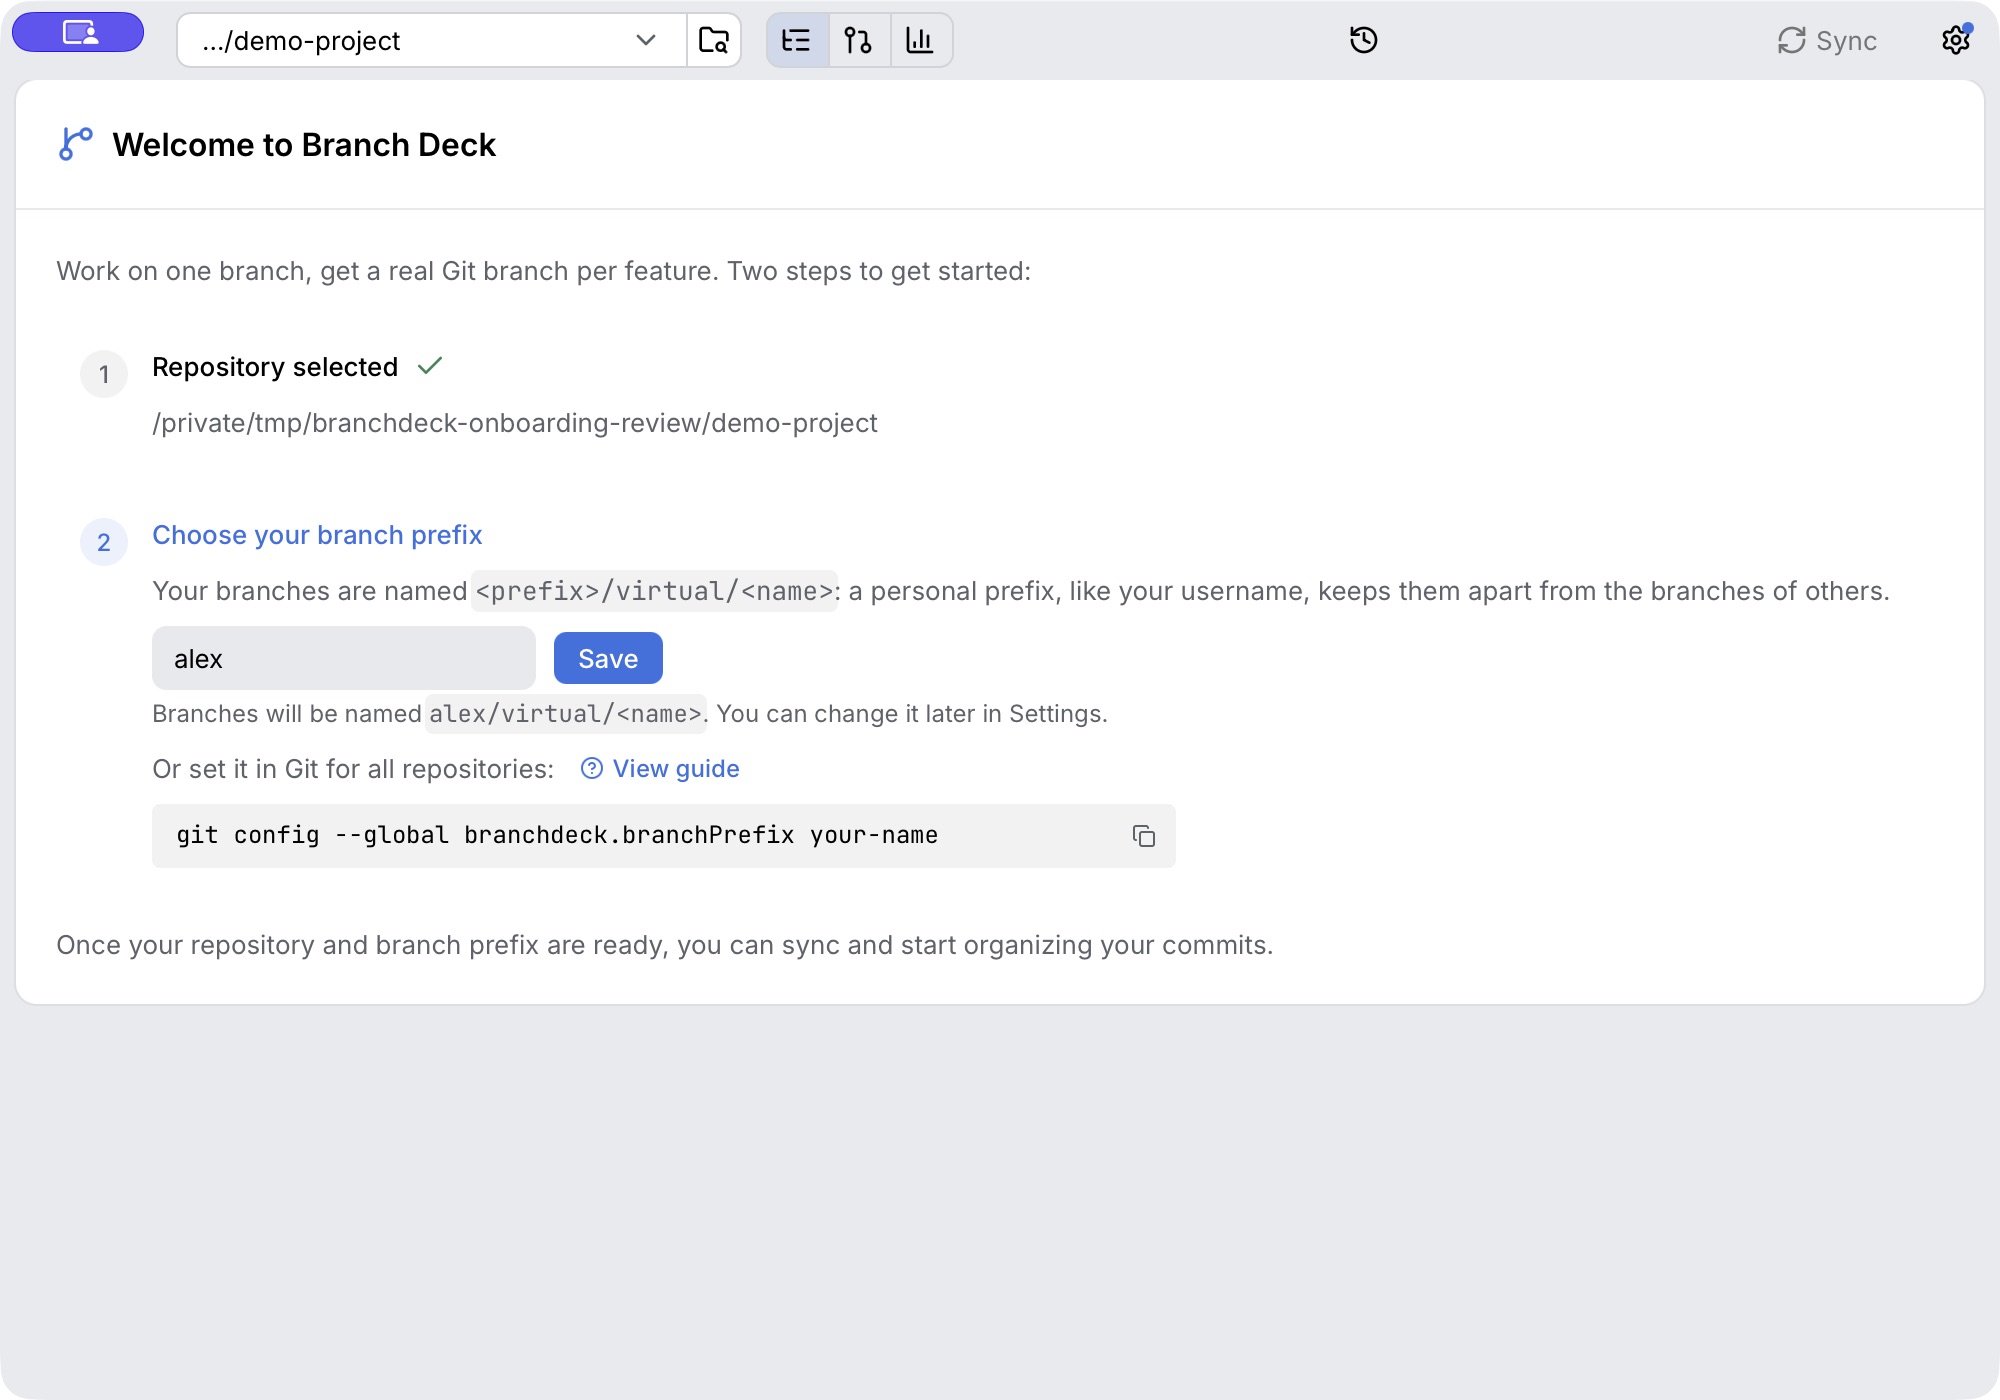 .../demo-project
Sync
Welcome to Branch Deck
Work on one branch, get a real Git branch per feature. Two steps to get started:
1
Repository selected
/private/tmp/branchdeck-onboarding-review/demo-project
2
Choose your branch prefix
Your branches are named <prefix>/virtual/<name>: a personal prefix, like your username, keeps them apart from the branches of others.
alex
Save
Branches will be named alex/virtual/<name>. You can change it later in Settings.
Or set it in Git for all repositories:
View guide
git config --global branchdeck.branchPrefix your-name
Once your repository and branch prefix are ready, you can sync and start organizing your commits.